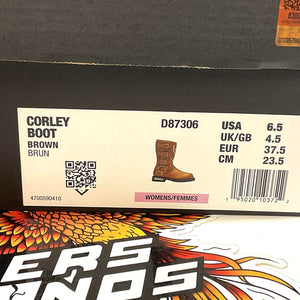 CORLEY
BOOT
BROWN
BRUN
4700590410
D87306
WOMENS/FEMMES
USA 6.5
UK/GB 4.5
EUR 37.5
CM 23.5
ERS